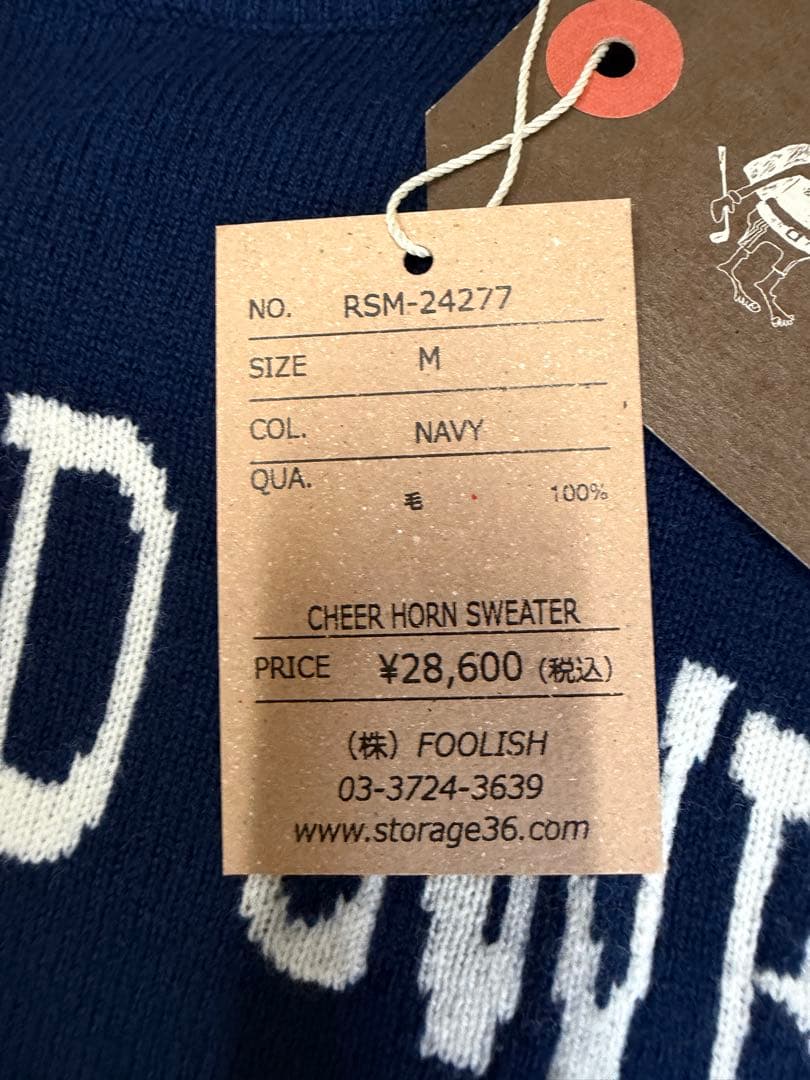 NO. RSM-24277
SIZE M
COL. NAVY
QUA.
毛 100%
CHEER HORN SWEATER
PRICE ¥28,600 (税込)
(株) FOOLISH
03-3724-3639
www.storage36.com
D